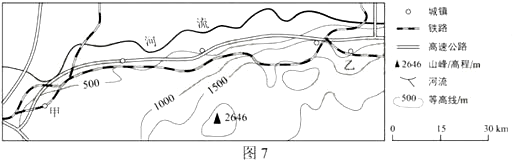 河 流
500
1000
1500
甲
乙
▲2646
城镇
铁路
高速公路
▲2646 山峰/高程/m
河流
500 等高线/m
0 15 30 km
图 7